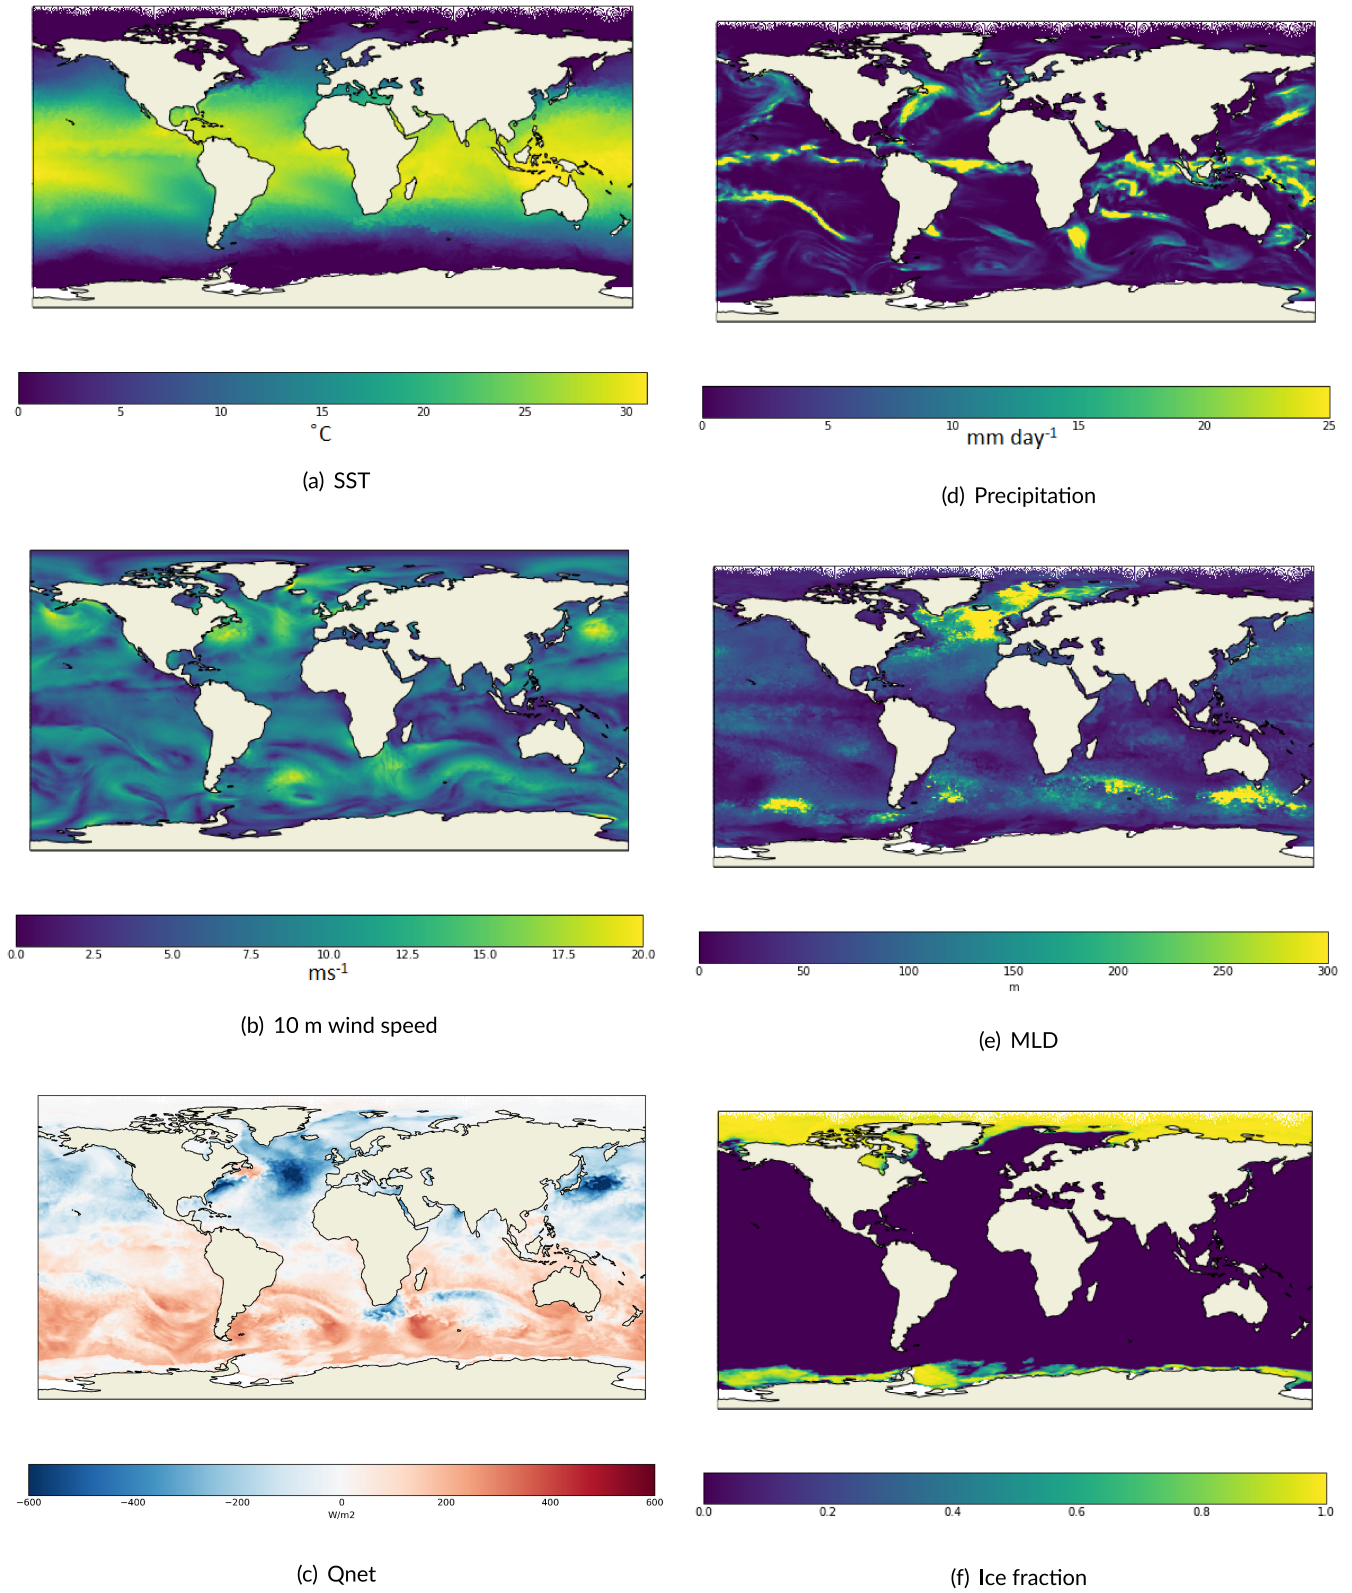 0 5 10 15 20 25 30
°C
(a) SST
0 5 10 15 20 25
mm day-1
(d) Precipitation
0.0 2.5 5.0 7.5 10.0 12.5 15.0 17.5 20.0
ms-1
(b) 10 m wind speed
0 50 100 150 200 250 300
m
(e) MLD
−600 −400 −200 0 200 400 600
W/m2
(c) Qnet
0.0 0.2 0.4 0.6 0.8 1.0
(f) Ice fraction